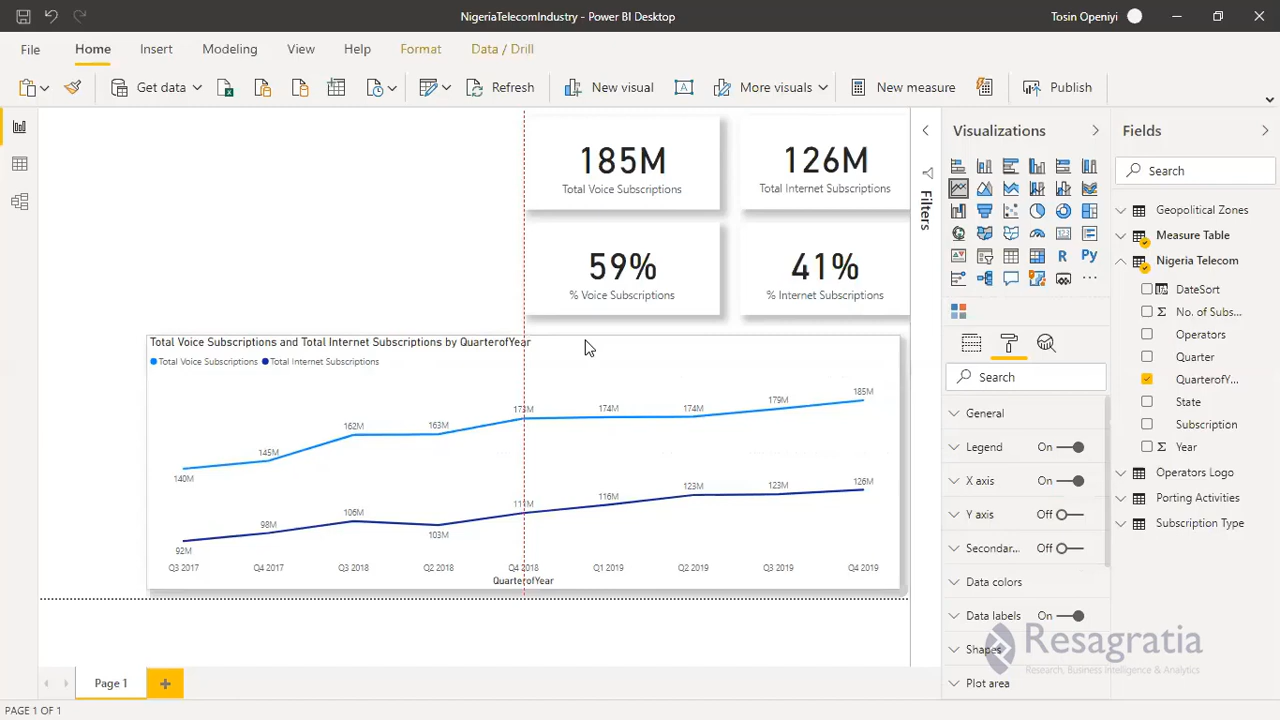 NigeriaTelecomIndustry - Power BI Desktop
Tosin Openiyi
File
Home
Insert
Modeling
View
Help
Format
Data / Drill
Get data
Refresh
New visual
More visuals
New measure
Publish
185M
Total Voice Subscriptions
126M
Total Internet Subscriptions
59%
% Voice Subscriptions
41%
% Internet Subscriptions
Total Voice Subscriptions and Total Internet Subscriptions by QuarterofYear
Total Voice Subscriptions Total Internet Subscriptions
140M
145M
162M
163M
173M
174M
174M
179M
185M
92M
98M
106M
103M
111M
116M
123M
123M
126M
Q3 2017
Q4 2017
Q3 2018
Q2 2018
Q4 2018
Q1 2019
Q2 2019
Q3 2019
Q4 2019
QuarterofYear
Filters
Visualizations
R
Py
Search
General
Legend On
X axis On
Y axis Off
Secondar... Off
Data colors
Data labels On
Shapes
Plot area
Fields
Search
Geopolitical Zones
Measure Table
Nigeria Telecom
DateSort
No. of Subs...
Operators
Quarter
QuarterofY...
State
Subscription
Year
Operators Logo
Porting Activities
Subscription Type
Resagratia
Research, Business Intelligence & Analytics
Page 1
PAGE 1 OF 1